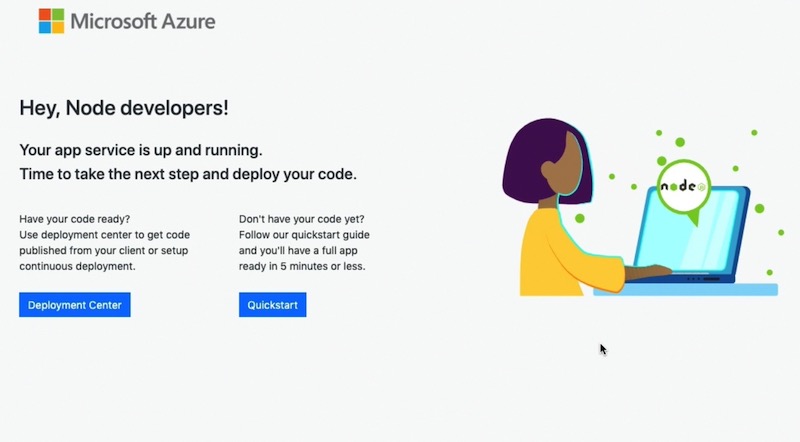 Microsoft Azure
Hey, Node developers!
Your app service is up and running.
Time to take the next step and deploy your code.
Have your code ready?
Use deployment center to get code
published from your client or setup
continuous deployment.
Deployment Center
Don't have your code yet?
Follow our quickstart guide
and you'll have a full app
ready in 5 minutes or less.
Quickstart
node